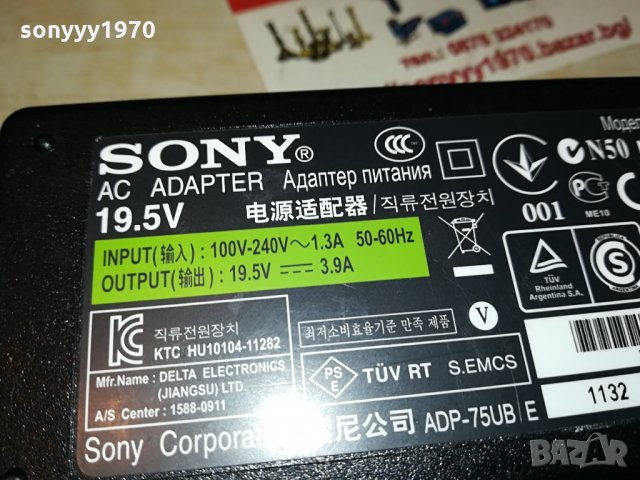 sonyyy1970
SONY®
CCC
Модел
N50
AC ADAPTER Адаптер питания
19.5V
电源适配器/직류전원장치
001
ME10
INPUT(输入) : 100V-240V～1.3A 50-60Hz
OUTPUT(输出) : 19.5V ⎓ 3.9A
TÜV
Rheinland
Argentina S.A.
직류전원장치
KTC HU10104-11282
최저소비효율기준 만족 제품
V
Mfr.Name : DELTA ELECTRONICS
(JIANGSU) LTD.
A/S Center : 1588-0911
PS
E
TÜV RT S.EMCS
1132
Sony Corpora
尼公司 ADP-75UB E
BAZAR